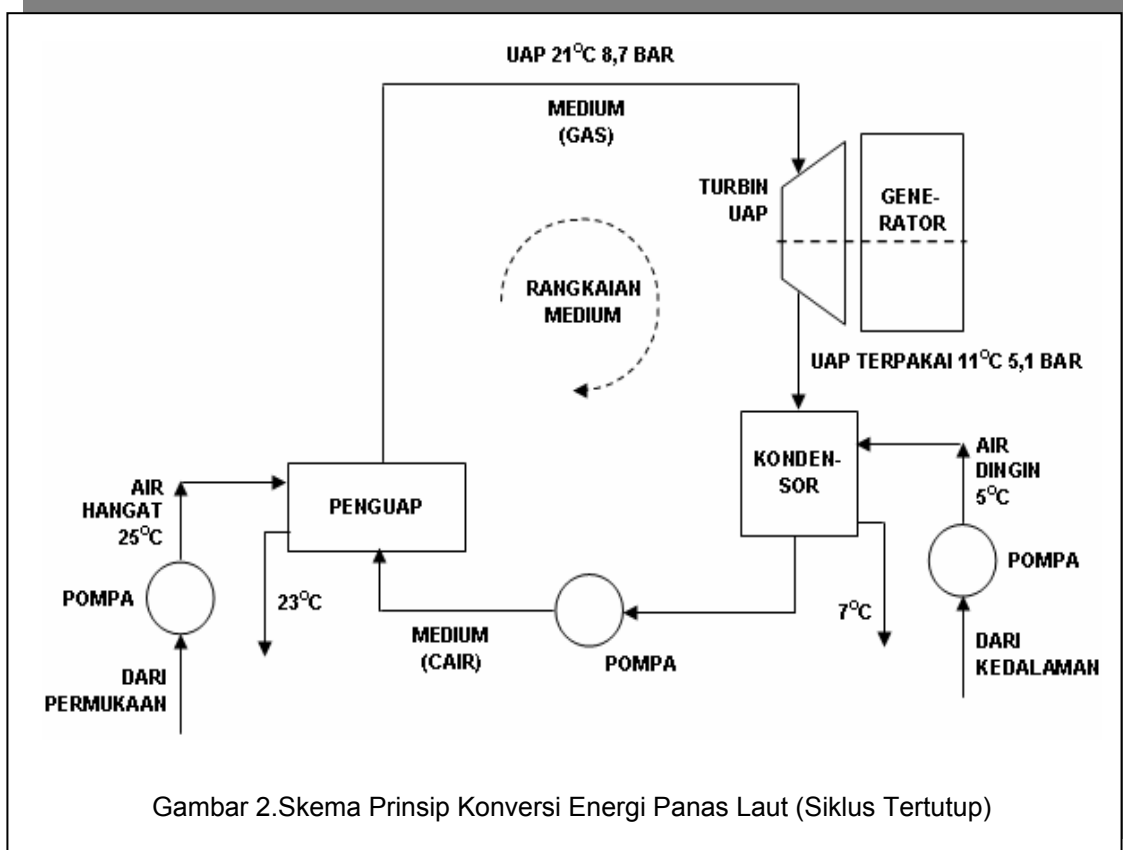 UAP 21°C 8,7 BAR
MEDIUM
(GAS)
TURBIN
UAP
GENE-
RATOR
RANGKAIAN
MEDIUM
UAP TERPAKAI 11°C 5,1 BAR
KONDEN-
SOR
AIR
DINGIN
5°C
AIR
HANGAT
25°C
PENGUAP
POMPA
23°C
MEDIUM
(CAIR)
POMPA
7°C
POMPA
DARI
PERMUKAAN
DARI
KEDALAMAN
Gambar 2.Skema Prinsip Konversi Energi Panas Laut (Siklus Tertutup)